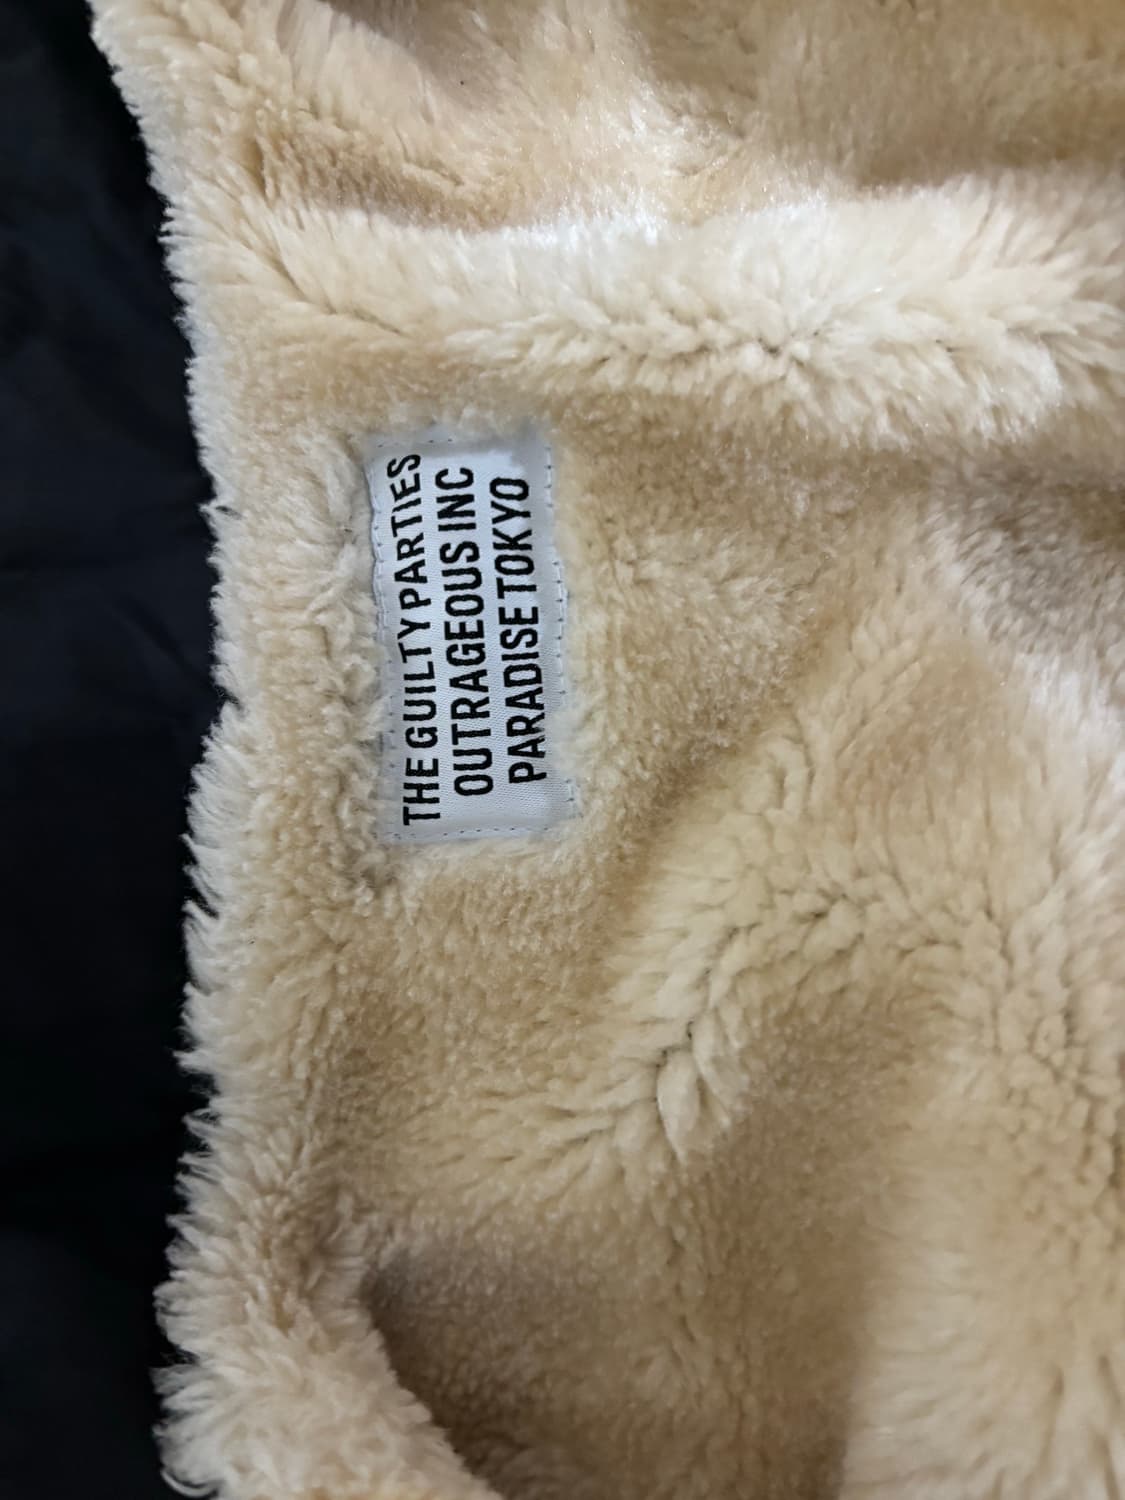 THE GUILTY PARTIES
OUTRAGEOUS INC
PARADISE TOKYO